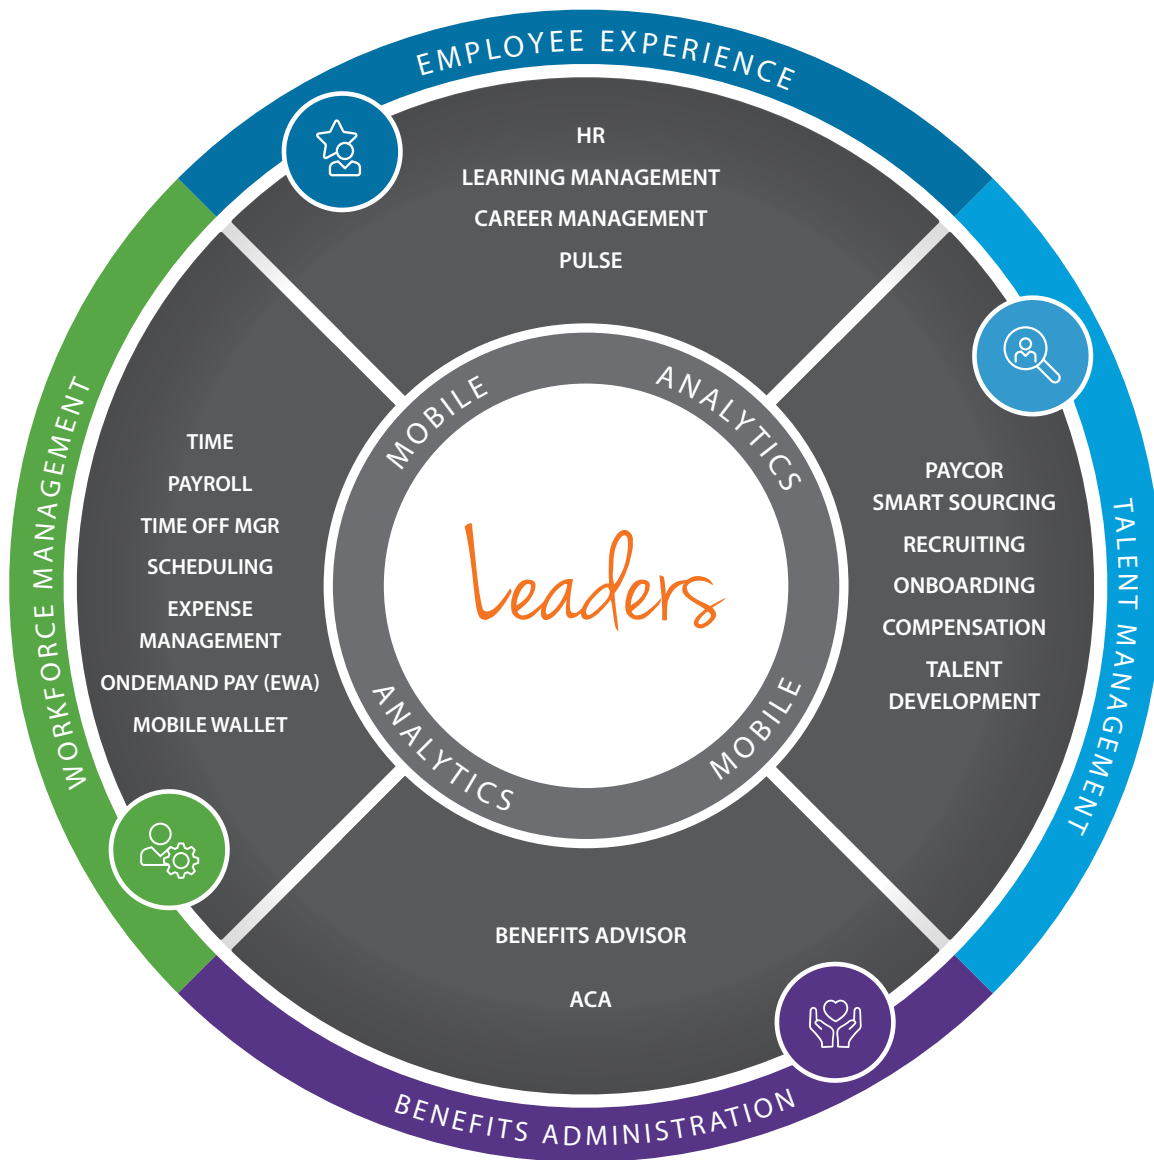 EMPLOYEE EXPERIENCE
HR
LEARNING MANAGEMENT
CAREER MANAGEMENT
PULSE
MOBILE
ANALYTICS
WORKFORCE MANAGEMENT
TIME
PAYROLL
TIME OFF MGR
SCHEDULING
EXPENSE
MANAGEMENT
ONDEMAND PAY (EWA)
MOBILE WALLET
Leaders
PAYCOR
SMART SOURCING
RECRUITING
ONBOARDING
COMPENSATION
TALENT
DEVELOPMENT
TALENT MANAGEMENT
ANALYTICS
MOBILE
BENEFITS ADVISOR
ACA
BENEFITS ADMINISTRATION